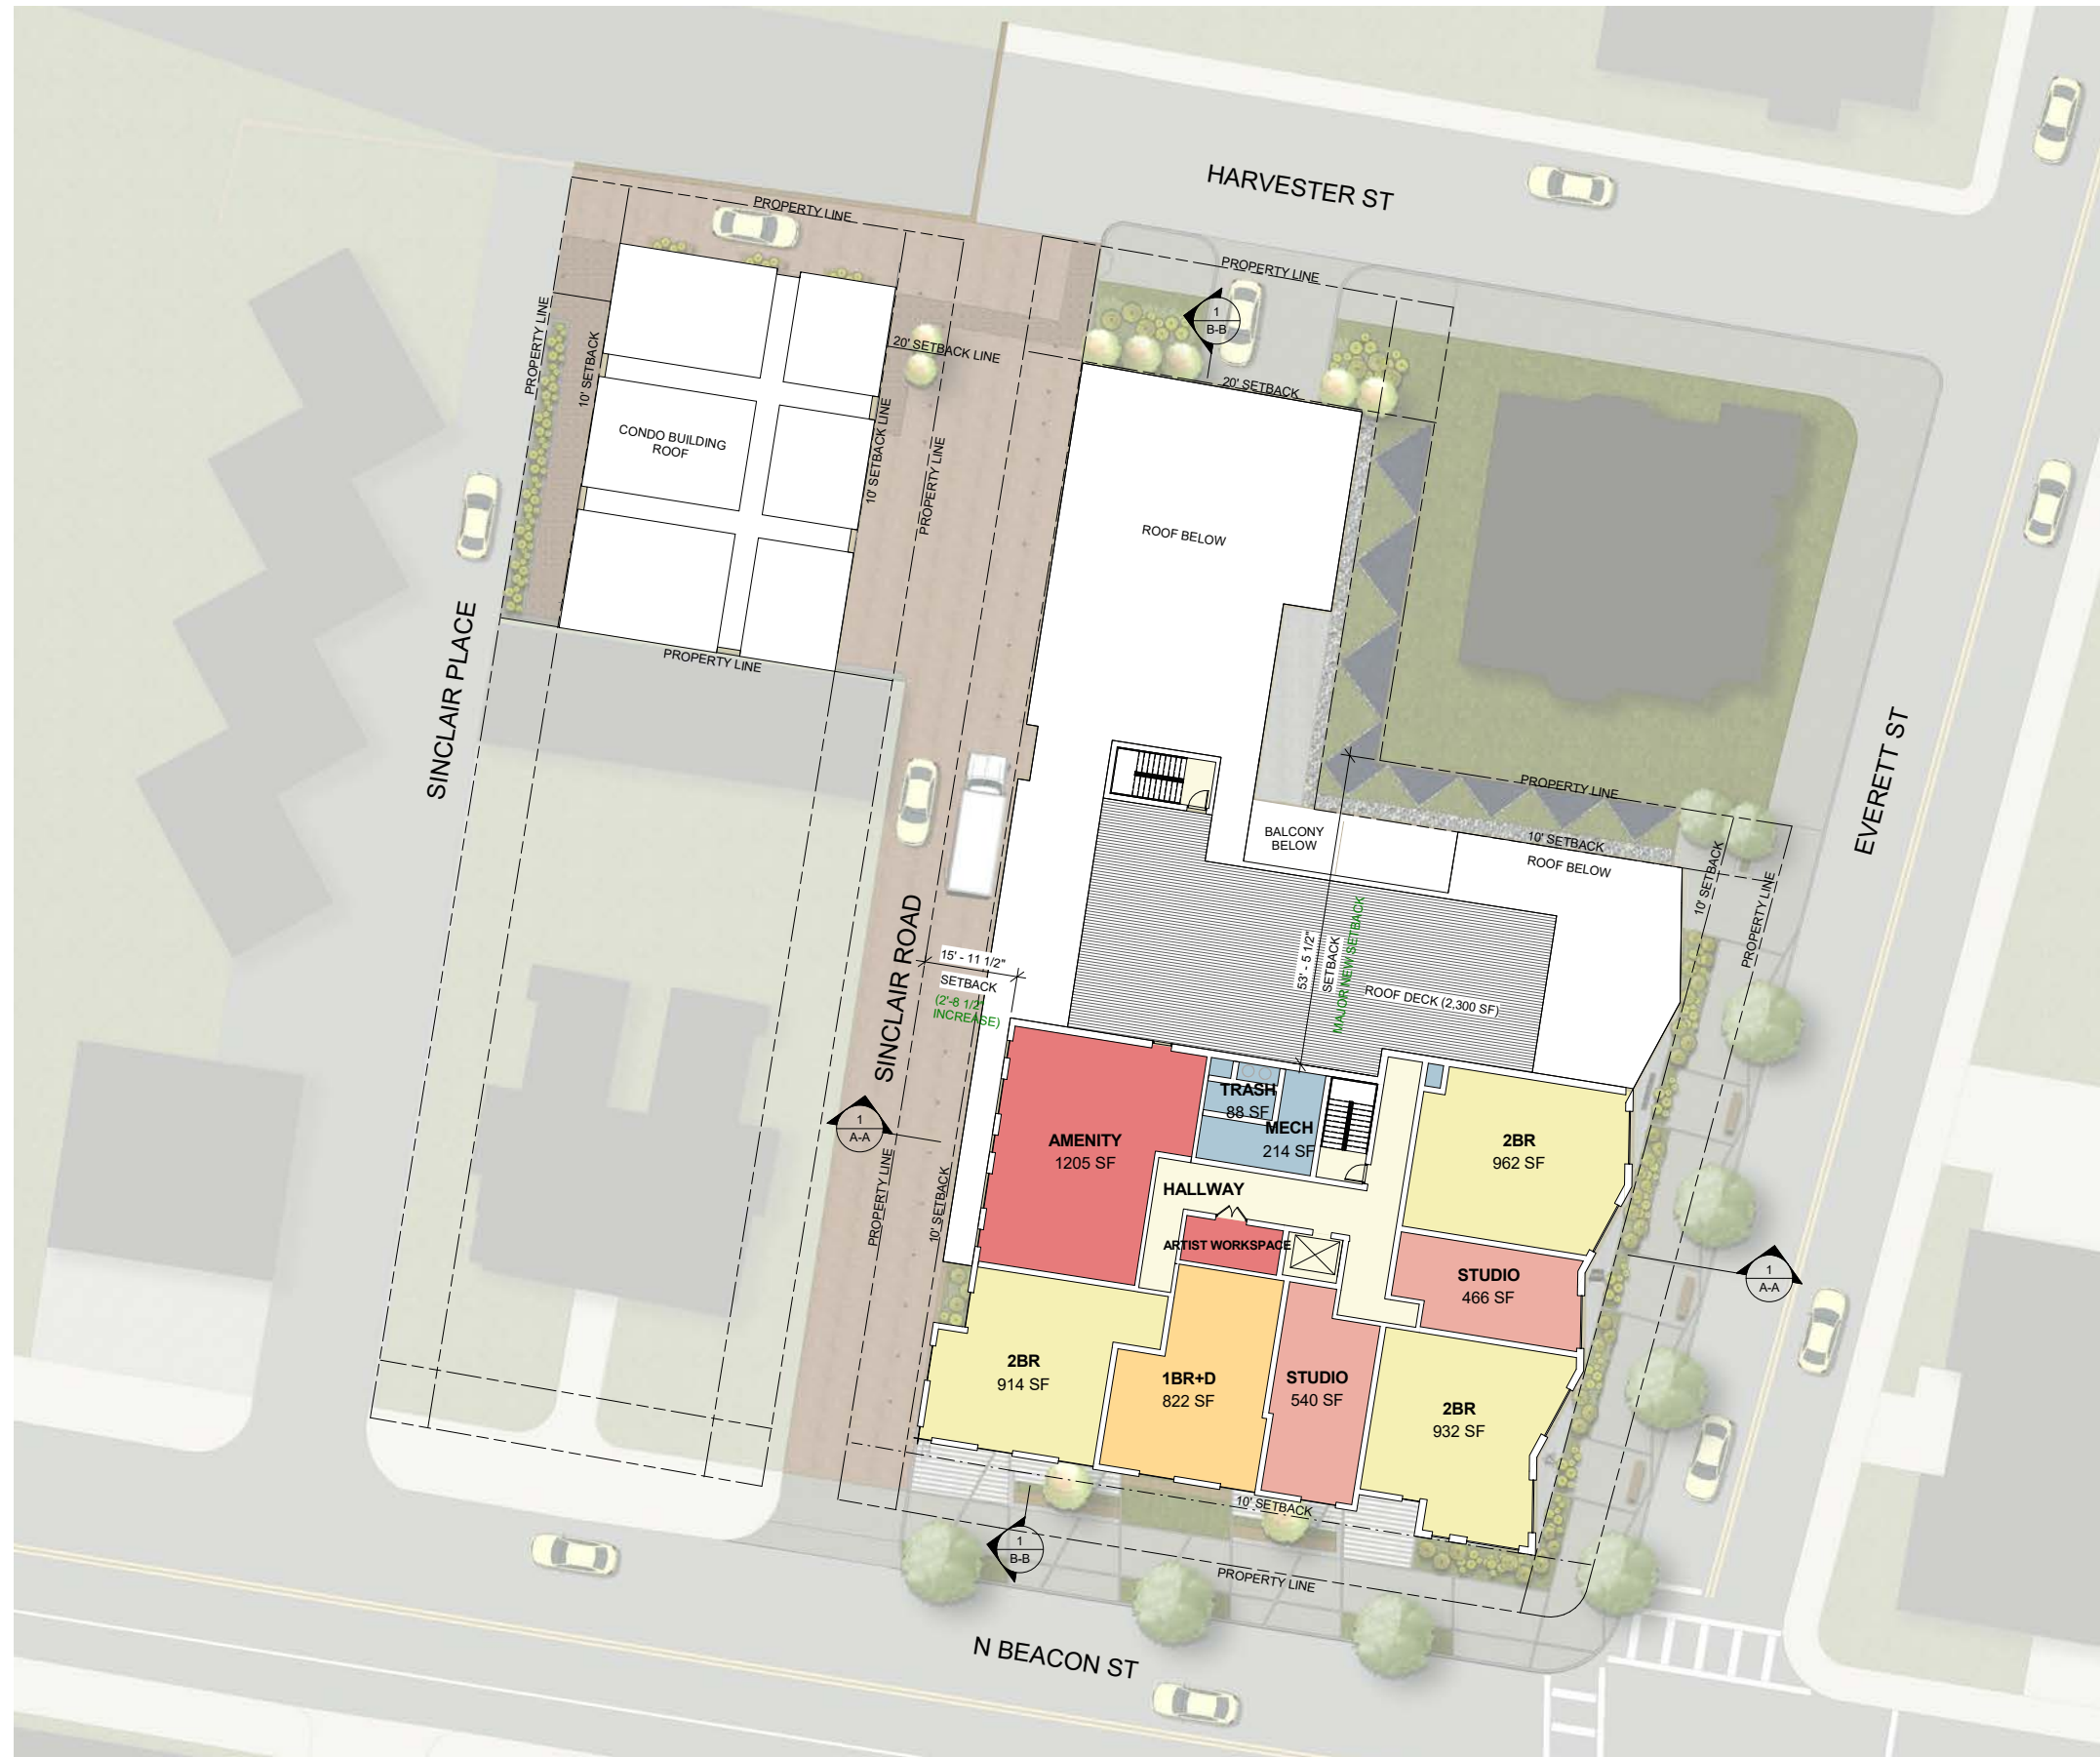 HARVESTER ST
PROPERTY LINE
PROPERTY LINE
1
B-B
PROPERTY LINE
10' SETBACK
20' SETBACK LINE
20' SETBACK
10' SETBACK LINE
PROPERTY LINE
CONDO BUILDING
ROOF
ROOF BELOW
SINCLAIR PLACE
PROPERTY LINE
EVERETT ST
PROPERTY LINE
BALCONY
BELOW
10' SETBACK
ROOF BELOW
10' SETBACK
PROPERTY LINE
SINCLAIR ROAD
15' - 11 1/2"
SETBACK
(2'-8 1/2"
INCREASE)
53' - 5 1/2"
SETBACK
MAJOR NEW SETBACK
ROOF DECK (2,300 SF)
1
A-A
PROPERTY LINE
10' SETBACK
AMENITY
1205 SF
TRASH
88 SF
MECH
214 SF
2BR
962 SF
HALLWAY
ARTIST WORKSPACE
STUDIO
466 SF
1
A-A
2BR
914 SF
1BR+D
822 SF
STUDIO
540 SF
2BR
932 SF
10' SETBACK
1
B-B
PROPERTY LINE
N BEACON ST